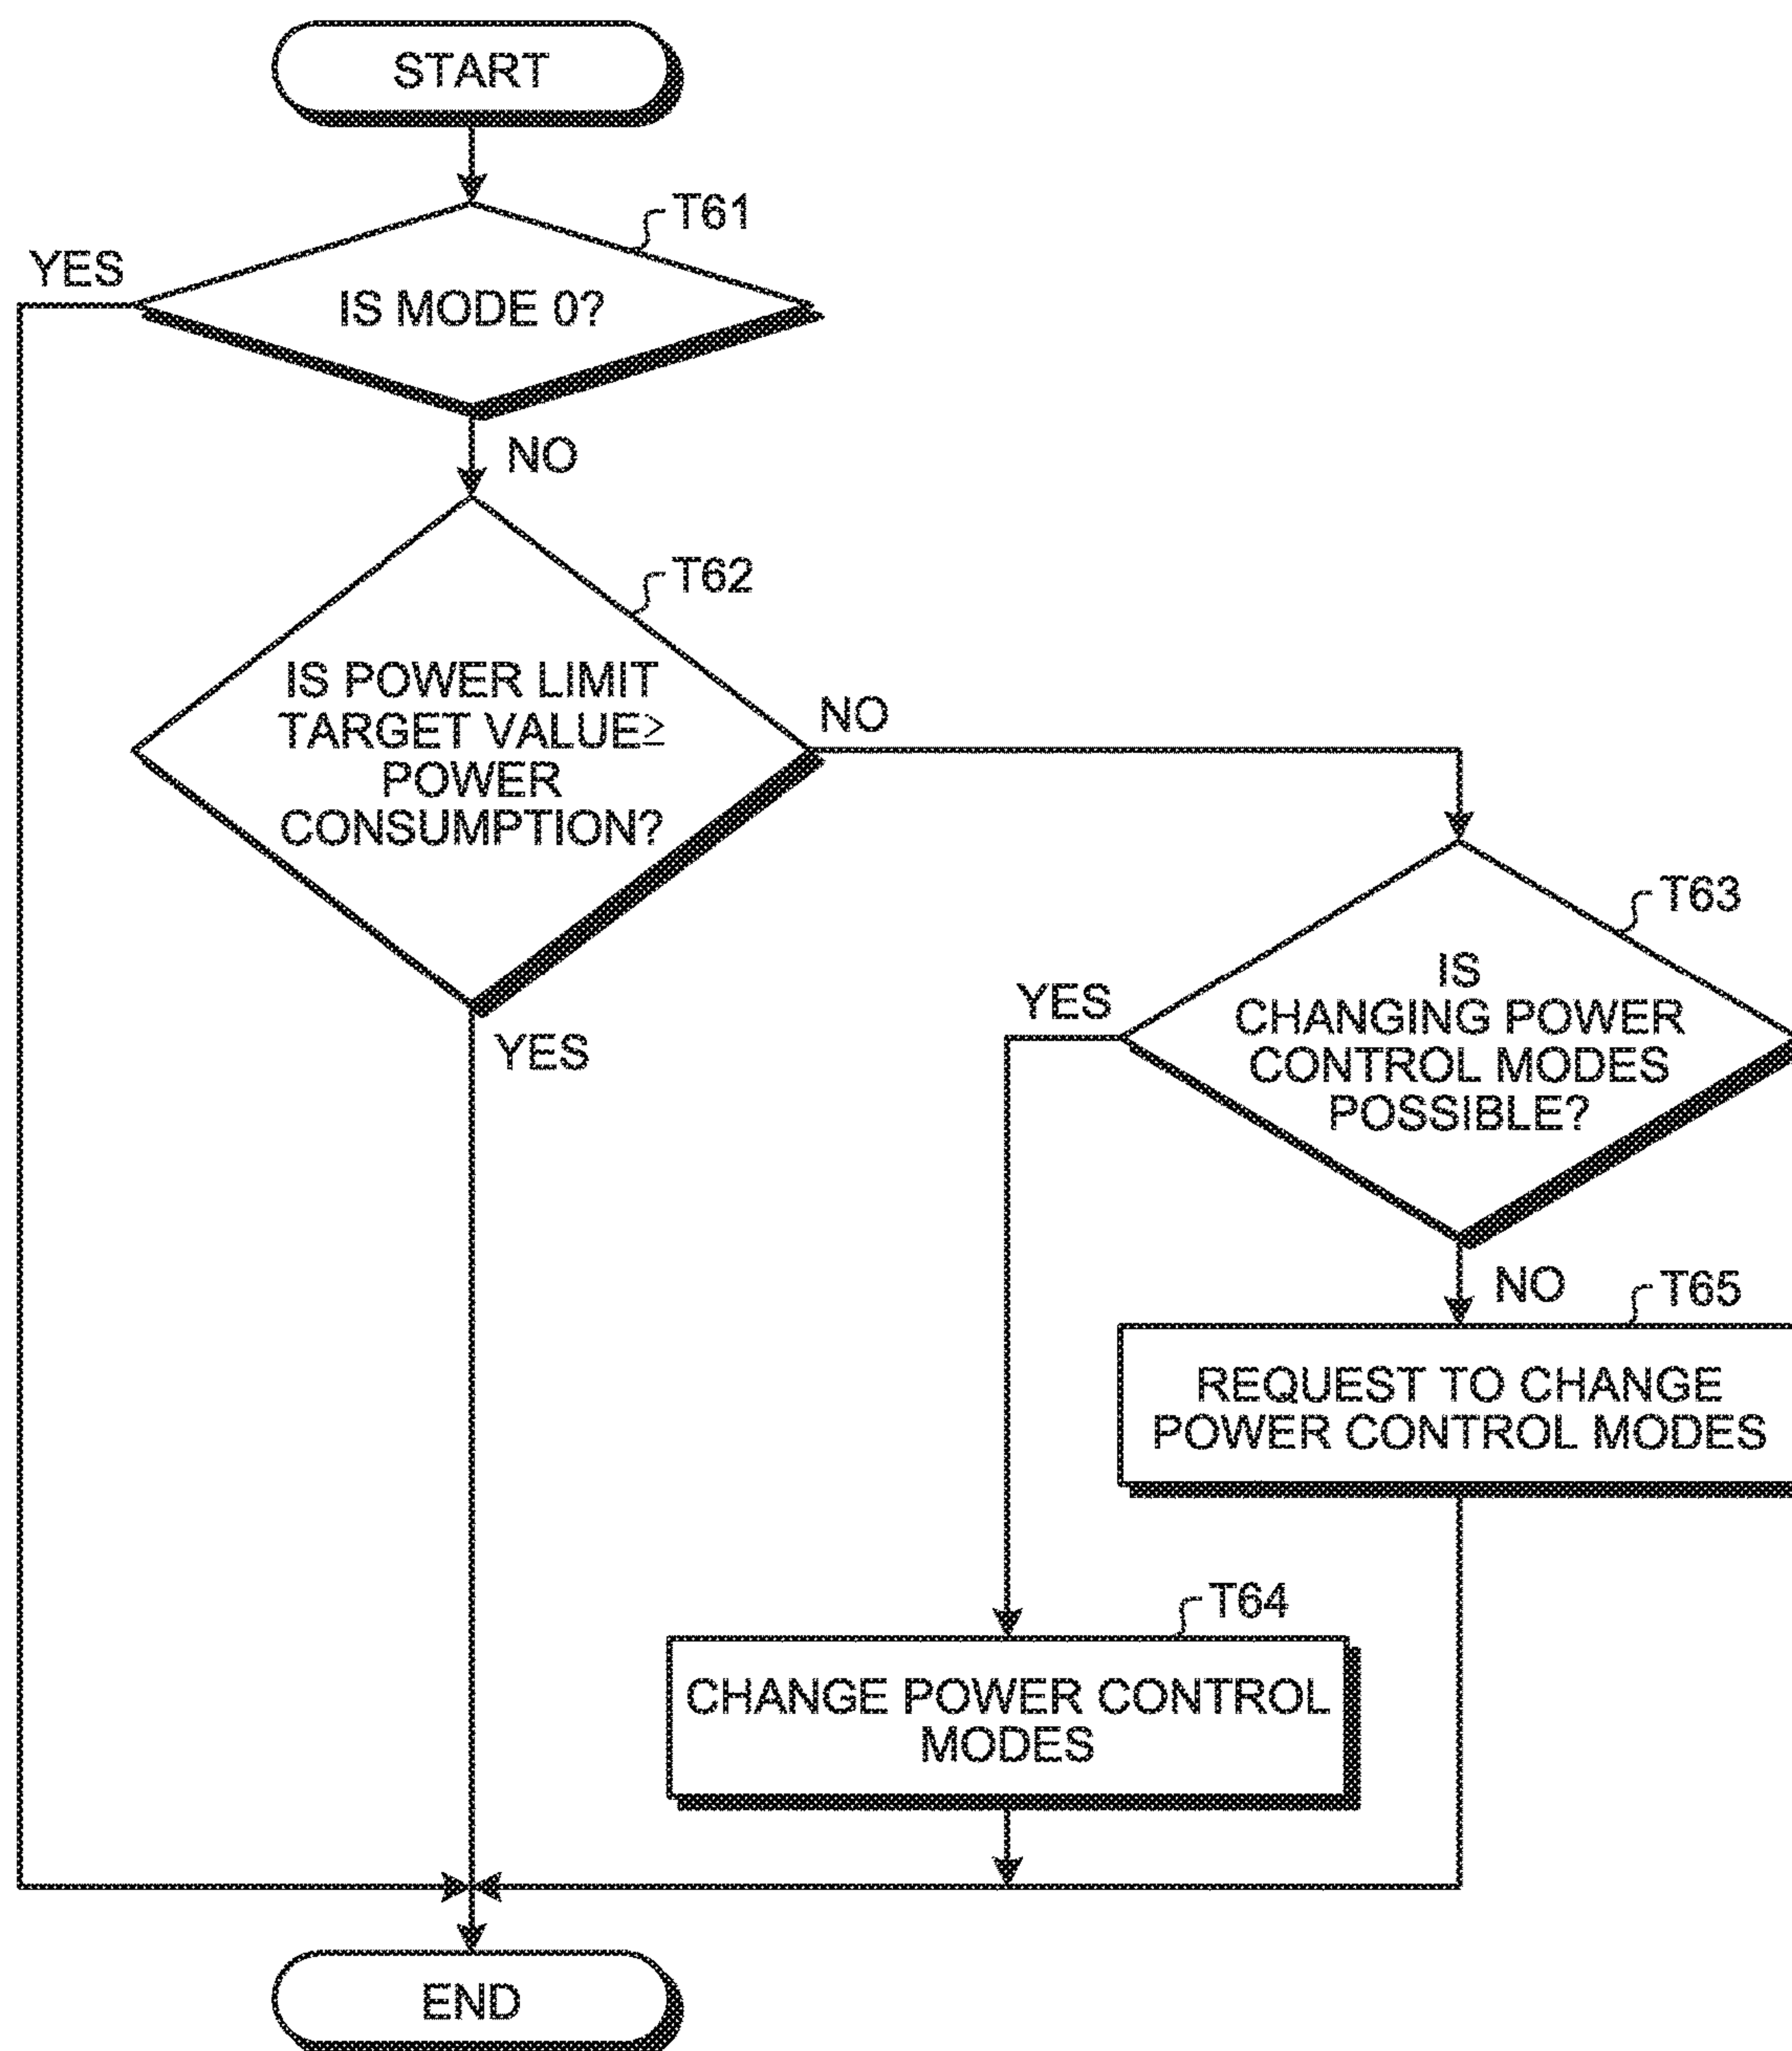 START
T61
YES
IS MODE 0?
NO
T62
IS POWER LIMIT
TARGET VALUE≥
POWER
CONSUMPTION?
NO
YES
T63
IS
CHANGING POWER
CONTROL MODES
POSSIBLE?
YES
NO
T65
REQUEST TO CHANGE
POWER CONTROL MODES
T64
CHANGE POWER CONTROL
MODES
END